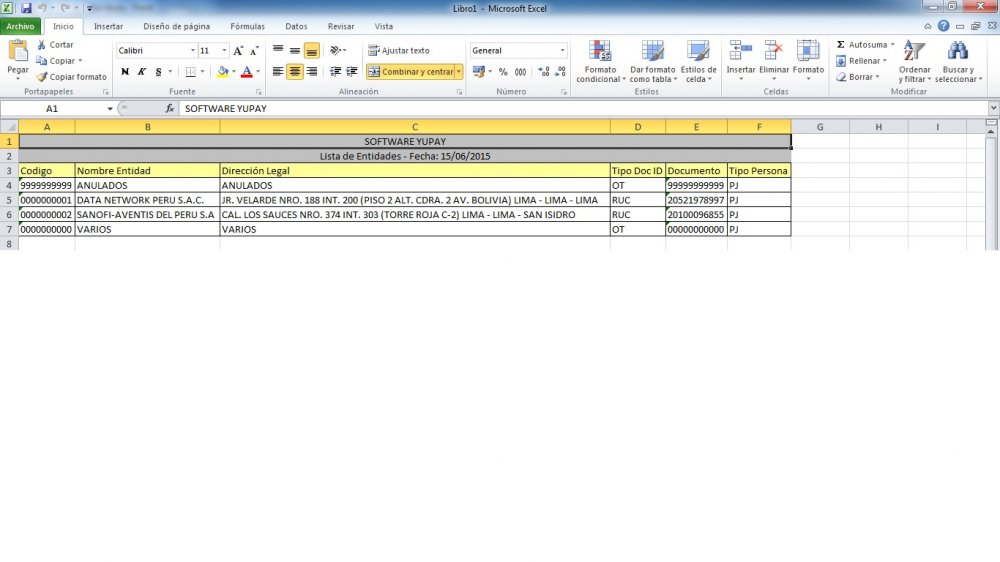 Libro1 - Microsoft Excel
Archivo Inicio Insertar Diseño de página Fórmulas Datos Revisar Vista
Pegar Cortar Copiar Copiar formato
Portapapeles
Calibri 11 A A
N K S A
Fuente
Ajustar texto
Combinar y centrar
Alineación
General
% 000
Número
Formato condicional Dar formato como tabla Estilos de celda
Estilos
Insertar Eliminar Formato
Celdas
Σ Autosuma
Rellenar
Borrar
Ordenar y filtrar Buscar y seleccionar
Modificar
A1 fx SOFTWARE YUPAY
A B C D E F G H I
1 SOFTWARE YUPAY
2 Lista de Entidades - Fecha: 15/06/2015
3 Codigo Nombre Entidad Dirección Legal Tipo Doc ID Documento Tipo Persona
4 9999999999 ANULADOS ANULADOS OT 99999999999 PJ
5 0000000001 DATA NETWORK PERU S.A.C. JR. VELARDE NRO. 188 INT. 200 (PISO 2 ALT. CDRA. 2 AV. BOLIVIA) LIMA - LIMA - LIMA RUC 20521978997 PJ
6 0000000002 SANOFI-AVENTIS DEL PERU S.A CAL. LOS SAUCES NRO. 374 INT. 303 (TORRE ROJA C-2) LIMA - LIMA - SAN ISIDRO RUC 20100096855 PJ
7 0000000000 VARIOS VARIOS OT 00000000000 PJ
8